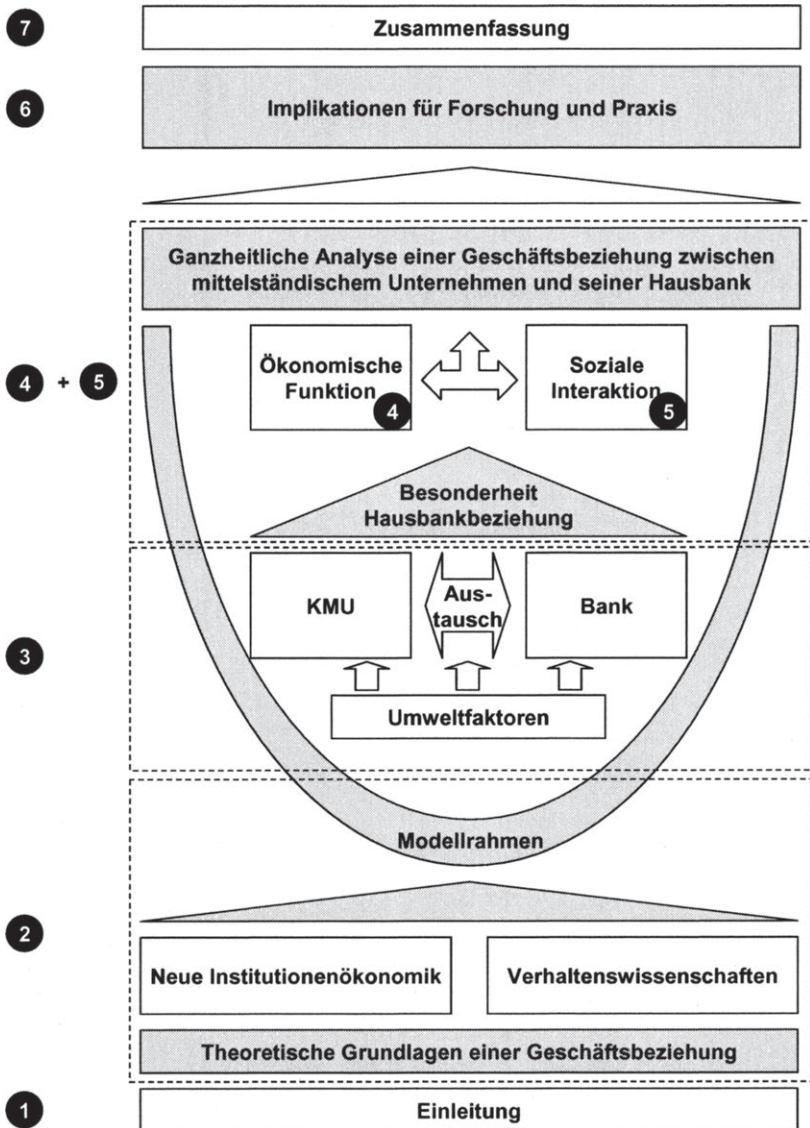 7
Zusammenfassung
6
Implikationen für Forschung und Praxis
Ganzheitliche Analyse einer Geschäftsbeziehung zwischen
mittelständischem Unternehmen und seiner Hausbank
4 + 5
Ökonomische
Funktion
4
Soziale
Interaktion
5
Besonderheit
Hausbankbeziehung
3
KMU
Aus-
tausch
Bank
Umweltfaktoren
Modellrahmen
2
Neue Institutionenökonomik
Verhaltenswissenschaften
Theoretische Grundlagen einer Geschäftsbeziehung
1
Einleitung